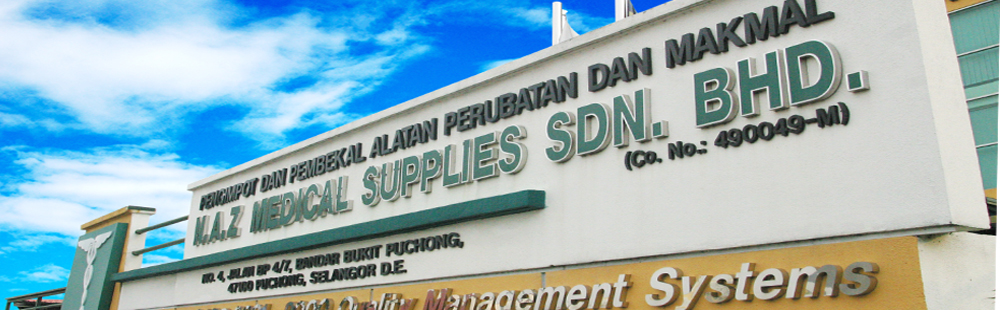 PENGIMPOT DAN PEMBEKAL ALATAN PERUBATAN DAN MAKMAL
N.A.Z MEDICAL SUPPLIES SDN. BHD.
(Co. No.: 490049-M)
NO. 4, JALAN BP 4/7, BANDAR BUKIT PUCHONG,
47100 PUCHONG, SELANGOR D.E.
Quality Management Systems